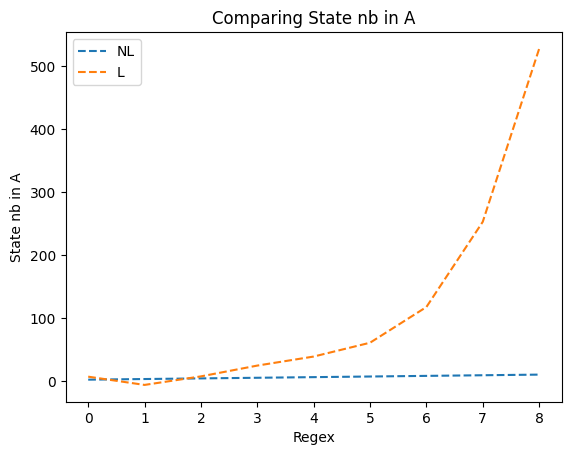 Comparing State nb in A
NL
L
State nb in A
500
400
300
200
100
0
0 1 2 3 4 5 6 7 8
Regex